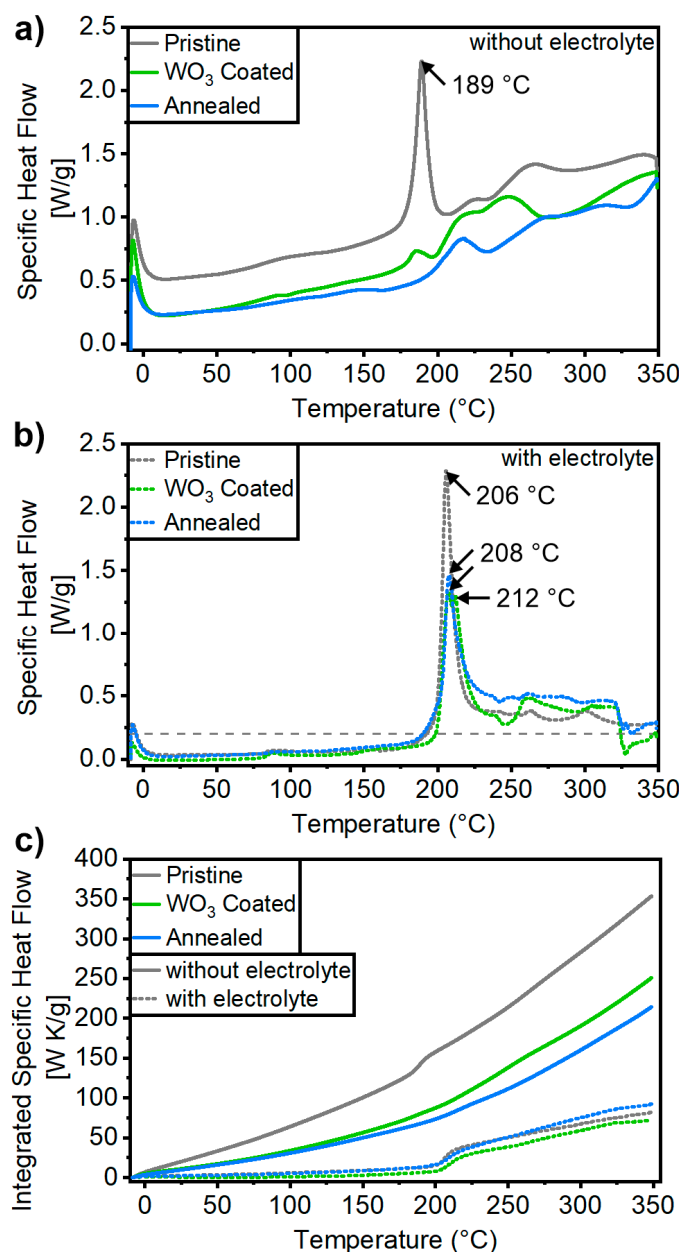 a)
Pristine
WO3 Coated
Annealed
without electrolyte
189 °C
2.5
2.0
1.5
1.0
0.5
0.0
Specific Heat Flow
[W/g]
0 50 100 150 200 250 300 350
Temperature (°C)
b)
Pristine
WO3 Coated
Annealed
with electrolyte
206 °C
208 °C
212 °C
2.5
2.0
1.5
1.0
0.5
0.0
Specific Heat Flow
[W/g]
0 50 100 150 200 250 300 350
Temperature (°C)
c)
Pristine
WO3 Coated
Annealed
without electrolyte
with electrolyte
400
350
300
250
200
150
100
50
0
Integrated Specific Heat Flow
[W K/g]
0 50 100 150 200 250 300 350
Temperature (°C)